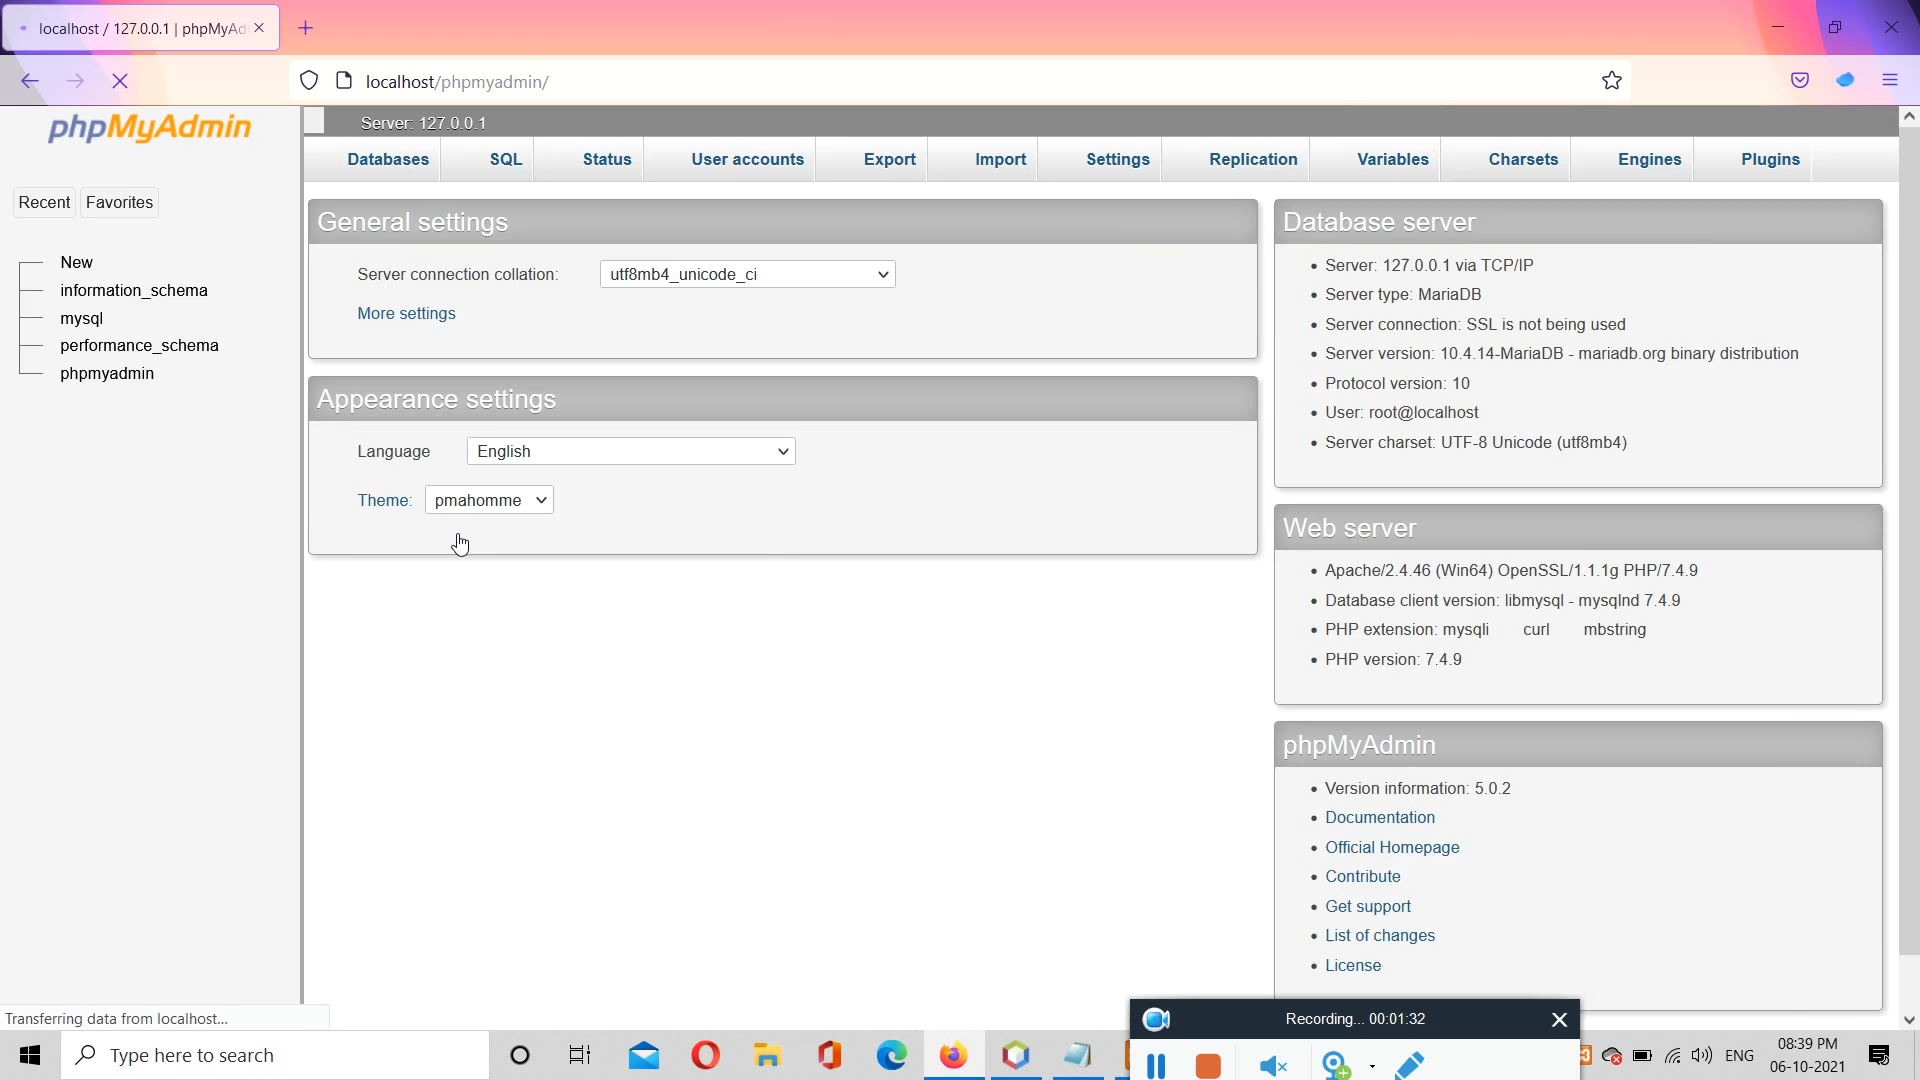 localhost / 127.0.0.1 | phpMyAd
localhost/phpmyadmin/
phpMyAdmin
Recent
Favorites
New
information_schema
mysql
performance_schema
phpmyadmin
Server: 127.0.0.1
Databases
SQL
Status
User accounts
Export
Import
Settings
Replication
Variables
Charsets
Engines
Plugins
General settings
Server connection collation:
utf8mb4_unicode_ci
More settings
Appearance settings
Language
English
Theme:
pmahomme
Database server
Server: 127.0.0.1 via TCP/IP
Server type: MariaDB
Server connection: SSL is not being used
Server version: 10.4.14-MariaDB - mariadb.org binary distribution
Protocol version: 10
User: root@localhost
Server charset: UTF-8 Unicode (utf8mb4)
Web server
Apache/2.4.46 (Win64) OpenSSL/1.1.1g PHP/7.4.9
Database client version: libmysql - mysqlnd 7.4.9
PHP extension: mysqli curl mbstring
PHP version: 7.4.9
phpMyAdmin
Version information: 5.0.2
Documentation
Official Homepage
Contribute
Get support
List of changes
License
Transferring data from localhost...
Recording... 00:01:32
Type here to search
ENG
08:39 PM
06-10-2021